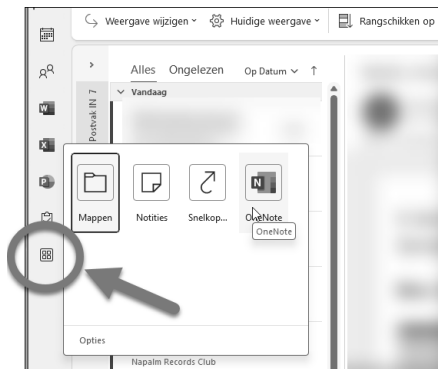 Weergave wijzigen
Huidige weergave
Rangschikken op
Alles Ongelezen Op Datum
Vandaag
Postvak IN 7
W
X
P
Mappen Notities Snelkop... OneNote
N
OneNote
Opties
Napalm Records Club